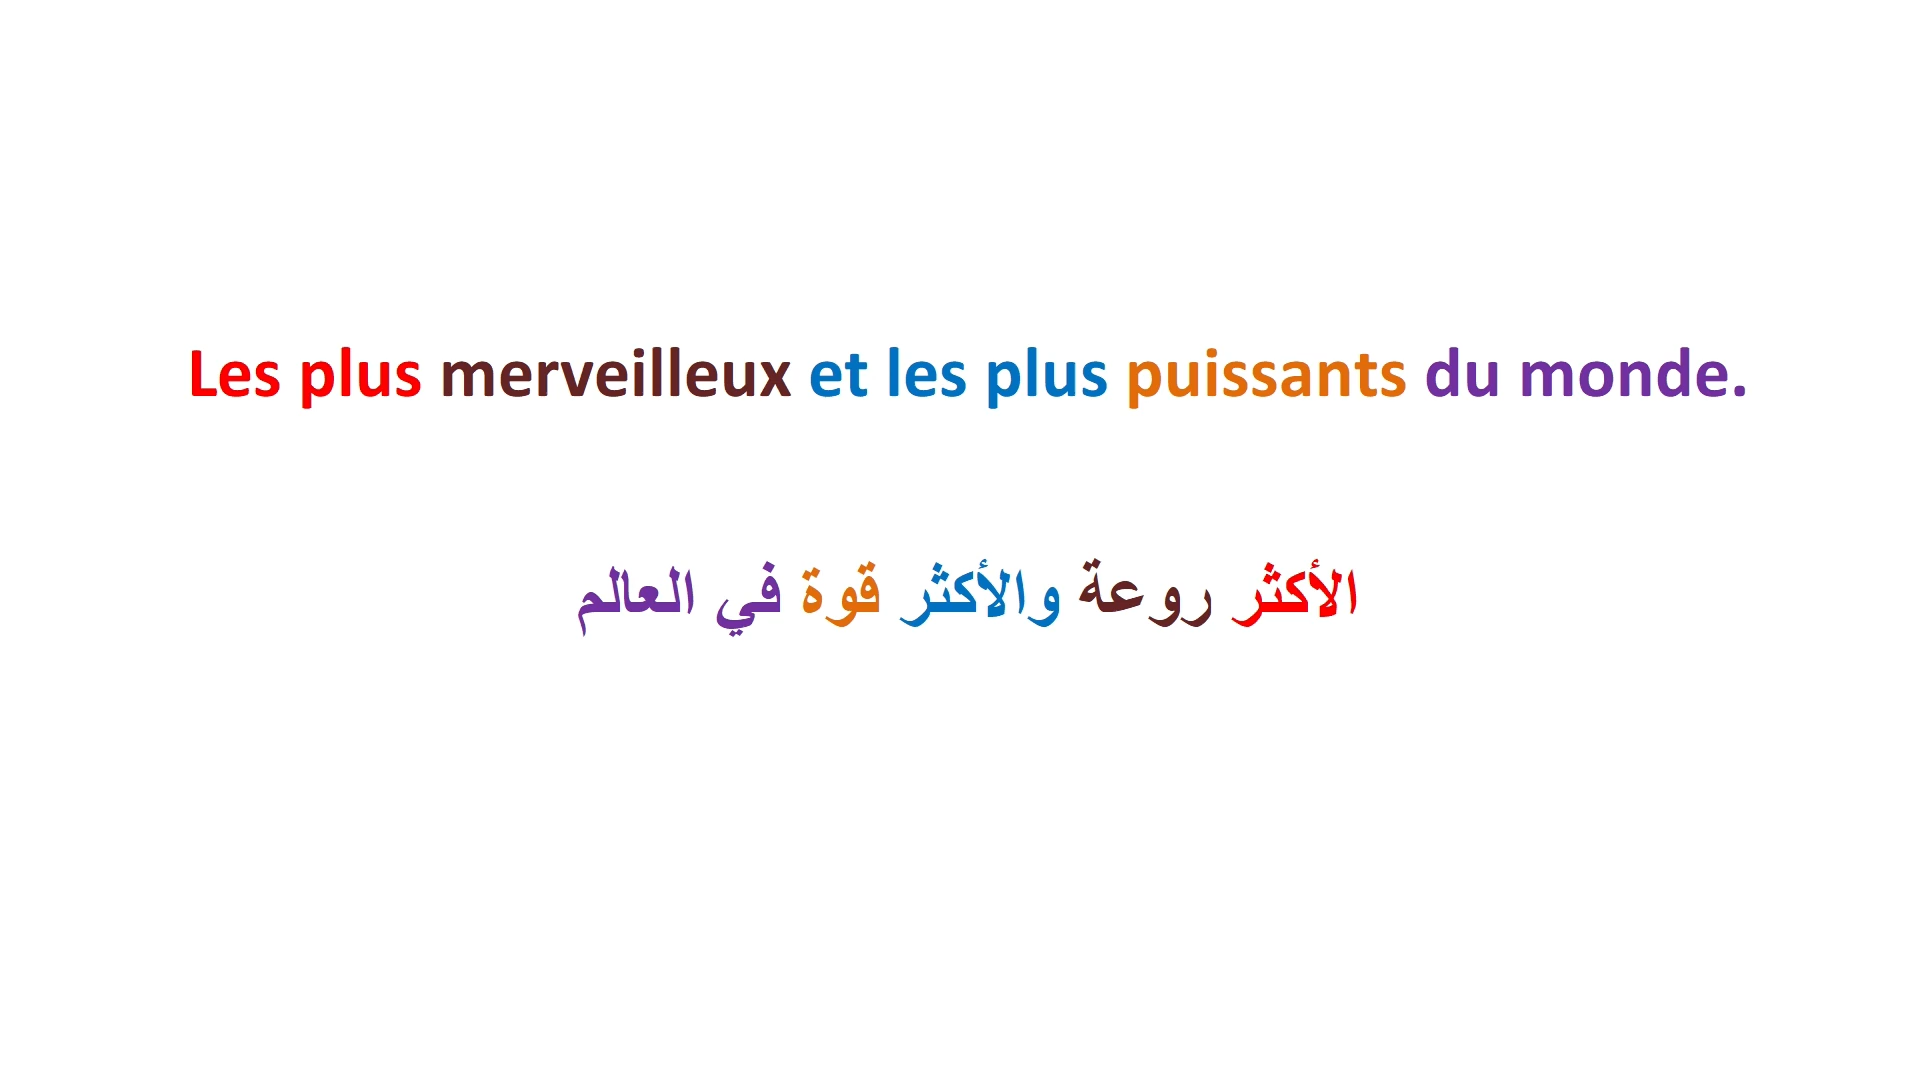 Les plus merveilleux et les plus puissants du monde.
الأكثر روعة والأكثر قوة في العالم